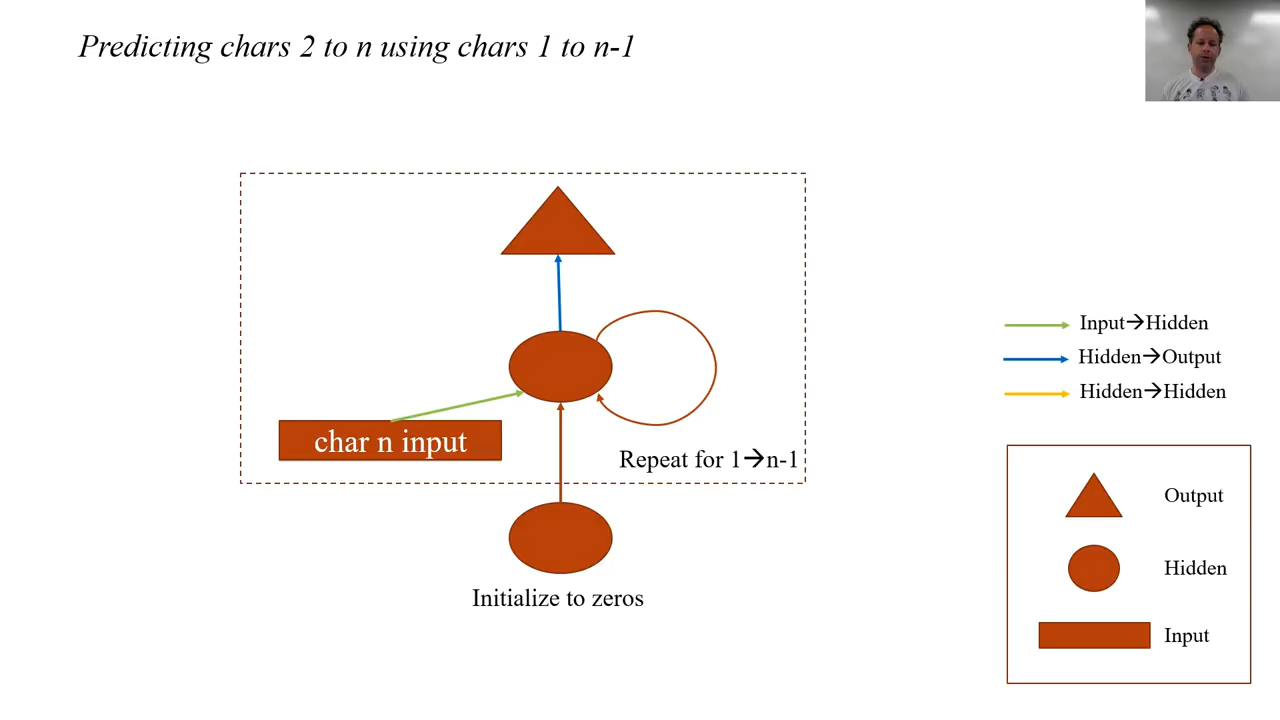 Predicting chars 2 to n using chars 1 to n-1
char n input
Repeat for 1→n-1
Initialize to zeros
Input→Hidden
Hidden→Output
Hidden→Hidden
Output
Hidden
Input